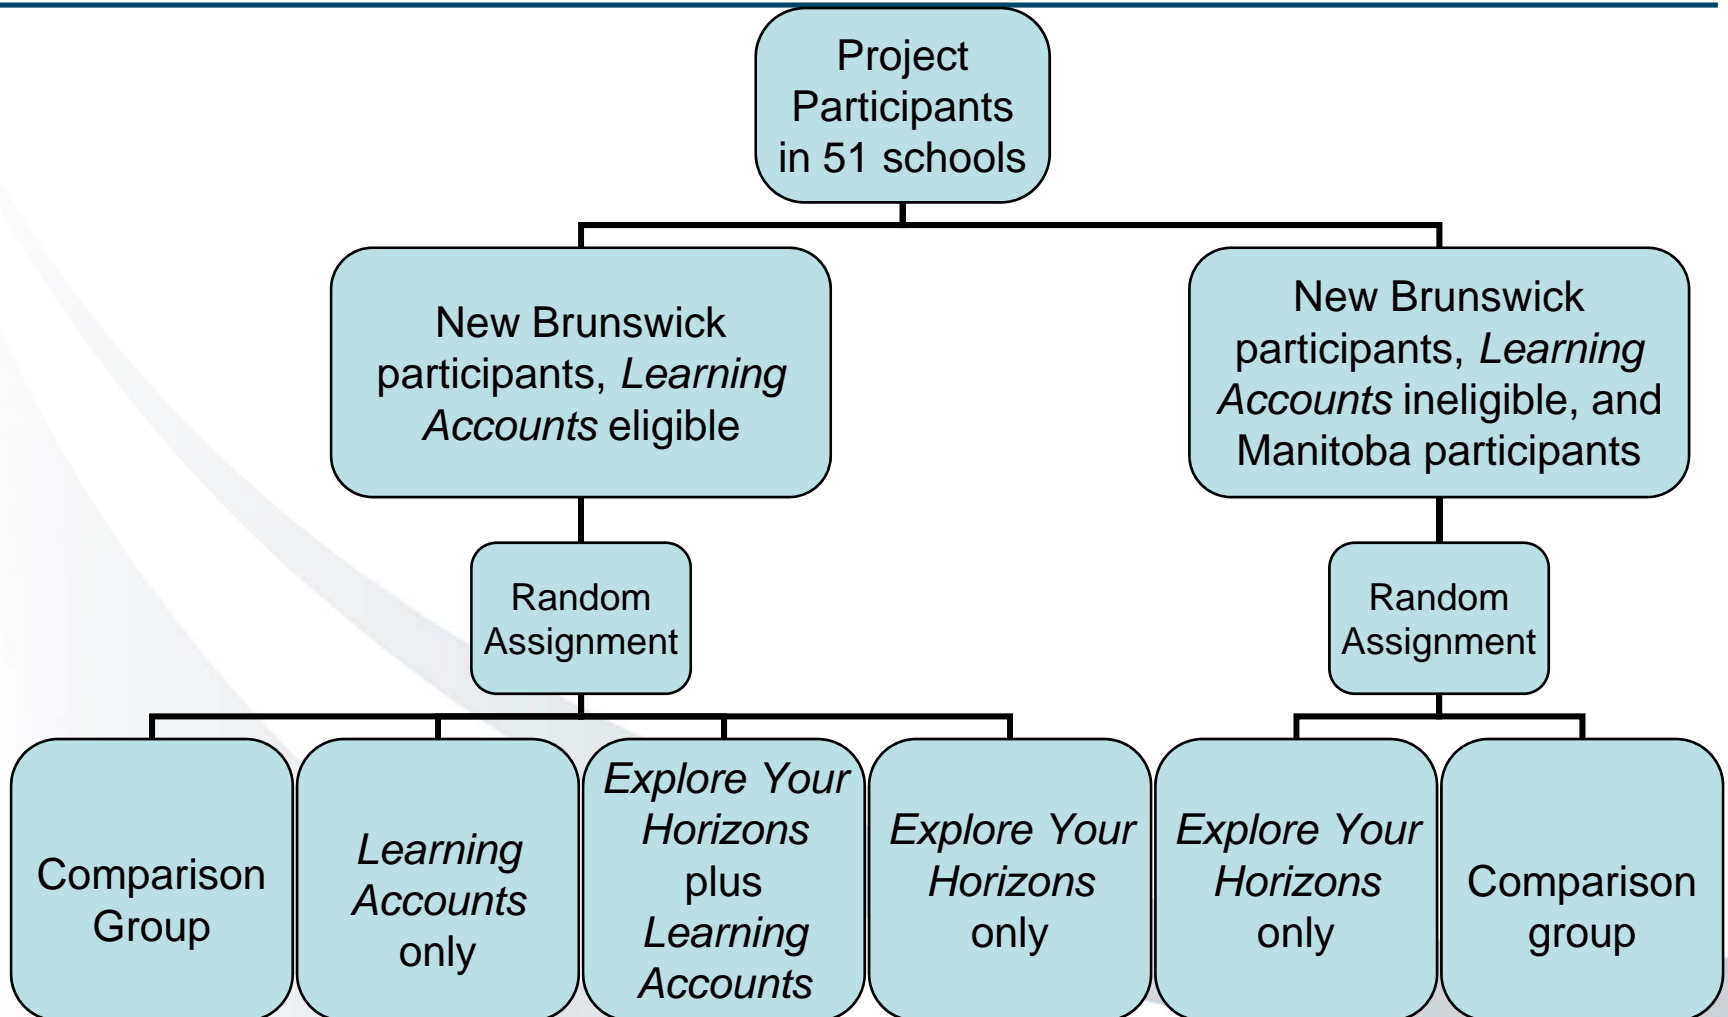 Project
Participants
in 51 schools
New Brunswick
participants, Learning
Accounts eligible
New Brunswick
participants, Learning
Accounts ineligible, and
Manitoba participants
Random
Assignment
Random
Assignment
Comparison
Group
Learning
Accounts
only
Explore Your
Horizons
plus
Learning
Accounts
Explore Your
Horizons
only
Explore Your
Horizons
only
Comparison
group